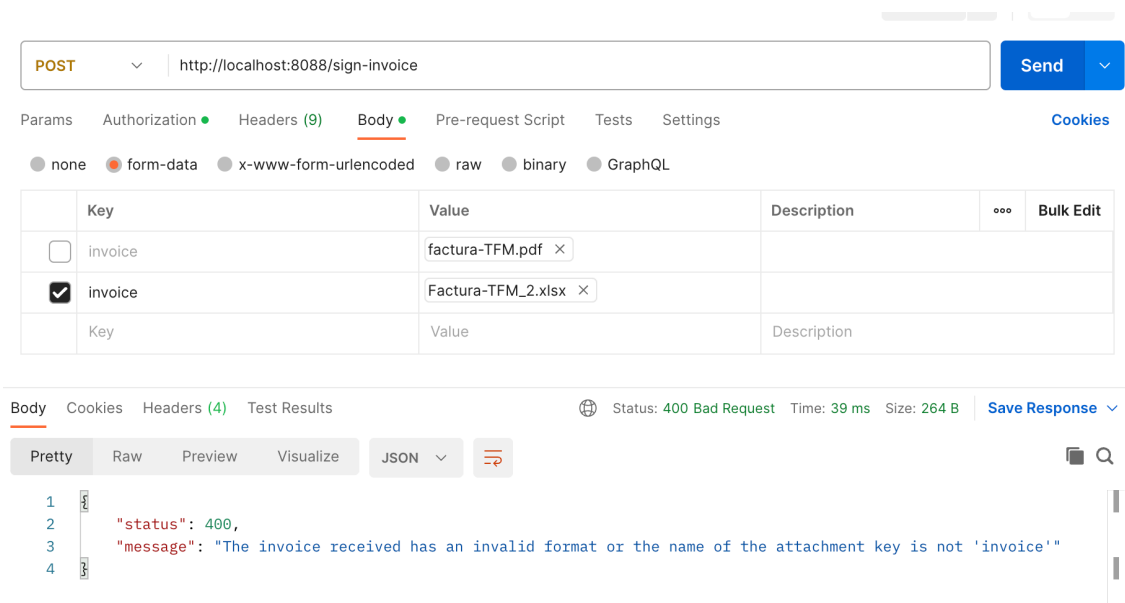 POST http://localhost:8088/sign-invoice Send
Params Authorization Headers (9) Body Pre-request Script Tests Settings Cookies
none form-data x-www-form-urlencoded raw binary GraphQL
Key Value Description Bulk Edit
invoice factura-TFM.pdf
invoice Factura-TFM_2.xlsx
Key Value Description
Body Cookies Headers (4) Test Results Status: 400 Bad Request Time: 39 ms Size: 264 B Save Response
Pretty Raw Preview Visualize JSON
1 {
2 "status": 400,
3 "message": "The invoice received has an invalid format or the name of the attachment key is not 'invoice'"
4 }